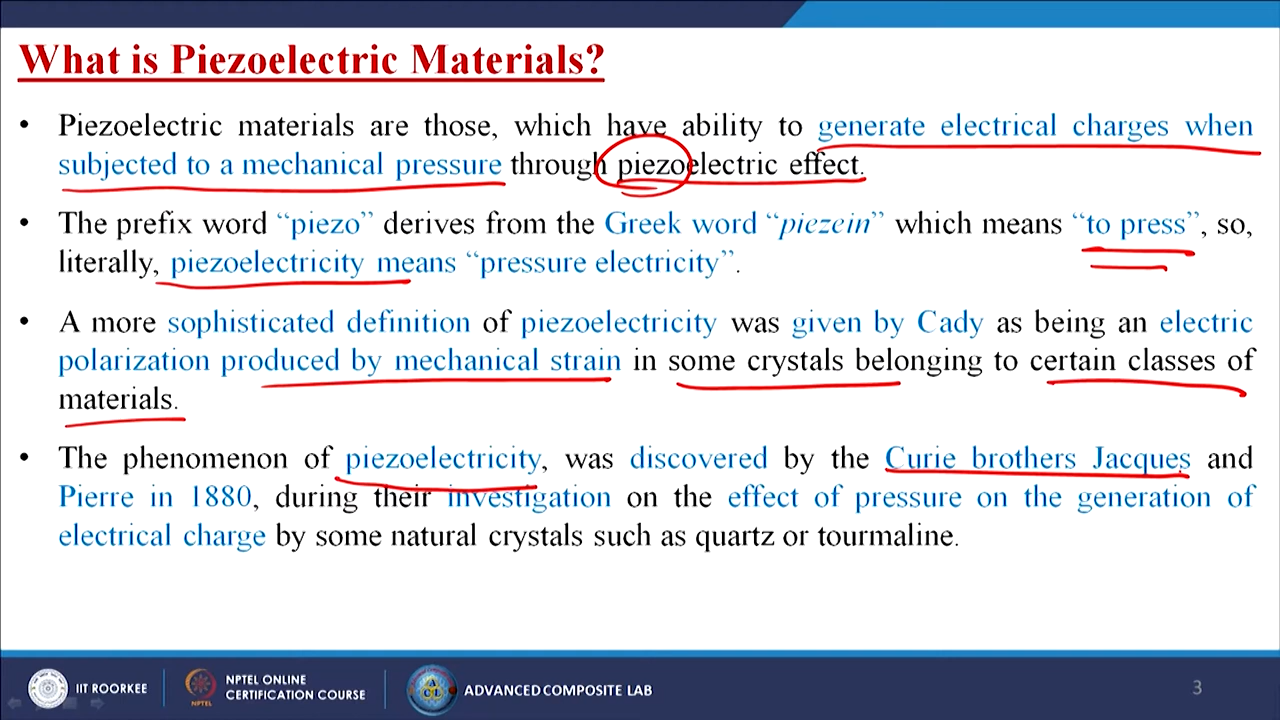 What is Piezoelectric Materials?
• Piezoelectric materials are those, which have ability to generate electrical charges when
subjected to a mechanical pressure through piezoelectric effect.
• The prefix word “piezo” derives from the Greek word “piezein” which means “to press”, so,
literally, piezoelectricity means “pressure electricity”.
• A more sophisticated definition of piezoelectricity was given by Cady as being an electric
polarization produced by mechanical strain in some crystals belonging to certain classes of
materials.
• The phenomenon of piezoelectricity, was discovered by the Curie brothers Jacques and
Pierre in 1880, during their investigation on the effect of pressure on the generation of
electrical charge by some natural crystals such as quartz or tourmaline.
IIT ROORKEE
NPTEL
NPTEL ONLINE
CERTIFICATION COURSE
ADVANCED COMPOSITE LAB
3